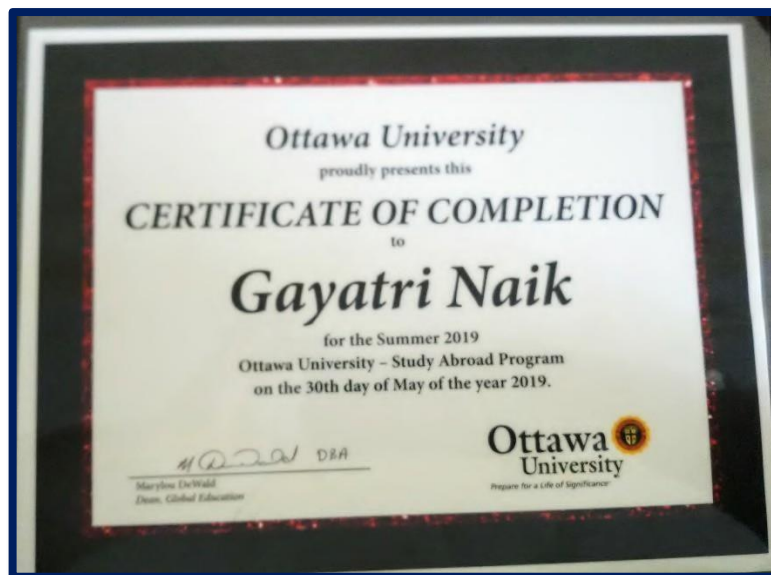 Ottawa University
proudly presents this
CERTIFICATE OF COMPLETION
to
Gayatri Naik
for the Summer 2019
Ottawa University – Study Abroad Program
on the 30th day of May of the year 2019.
DBA
Marylou DeWald
Dean, Global Education
Ottawa
University
Prepare for a Life of Significance